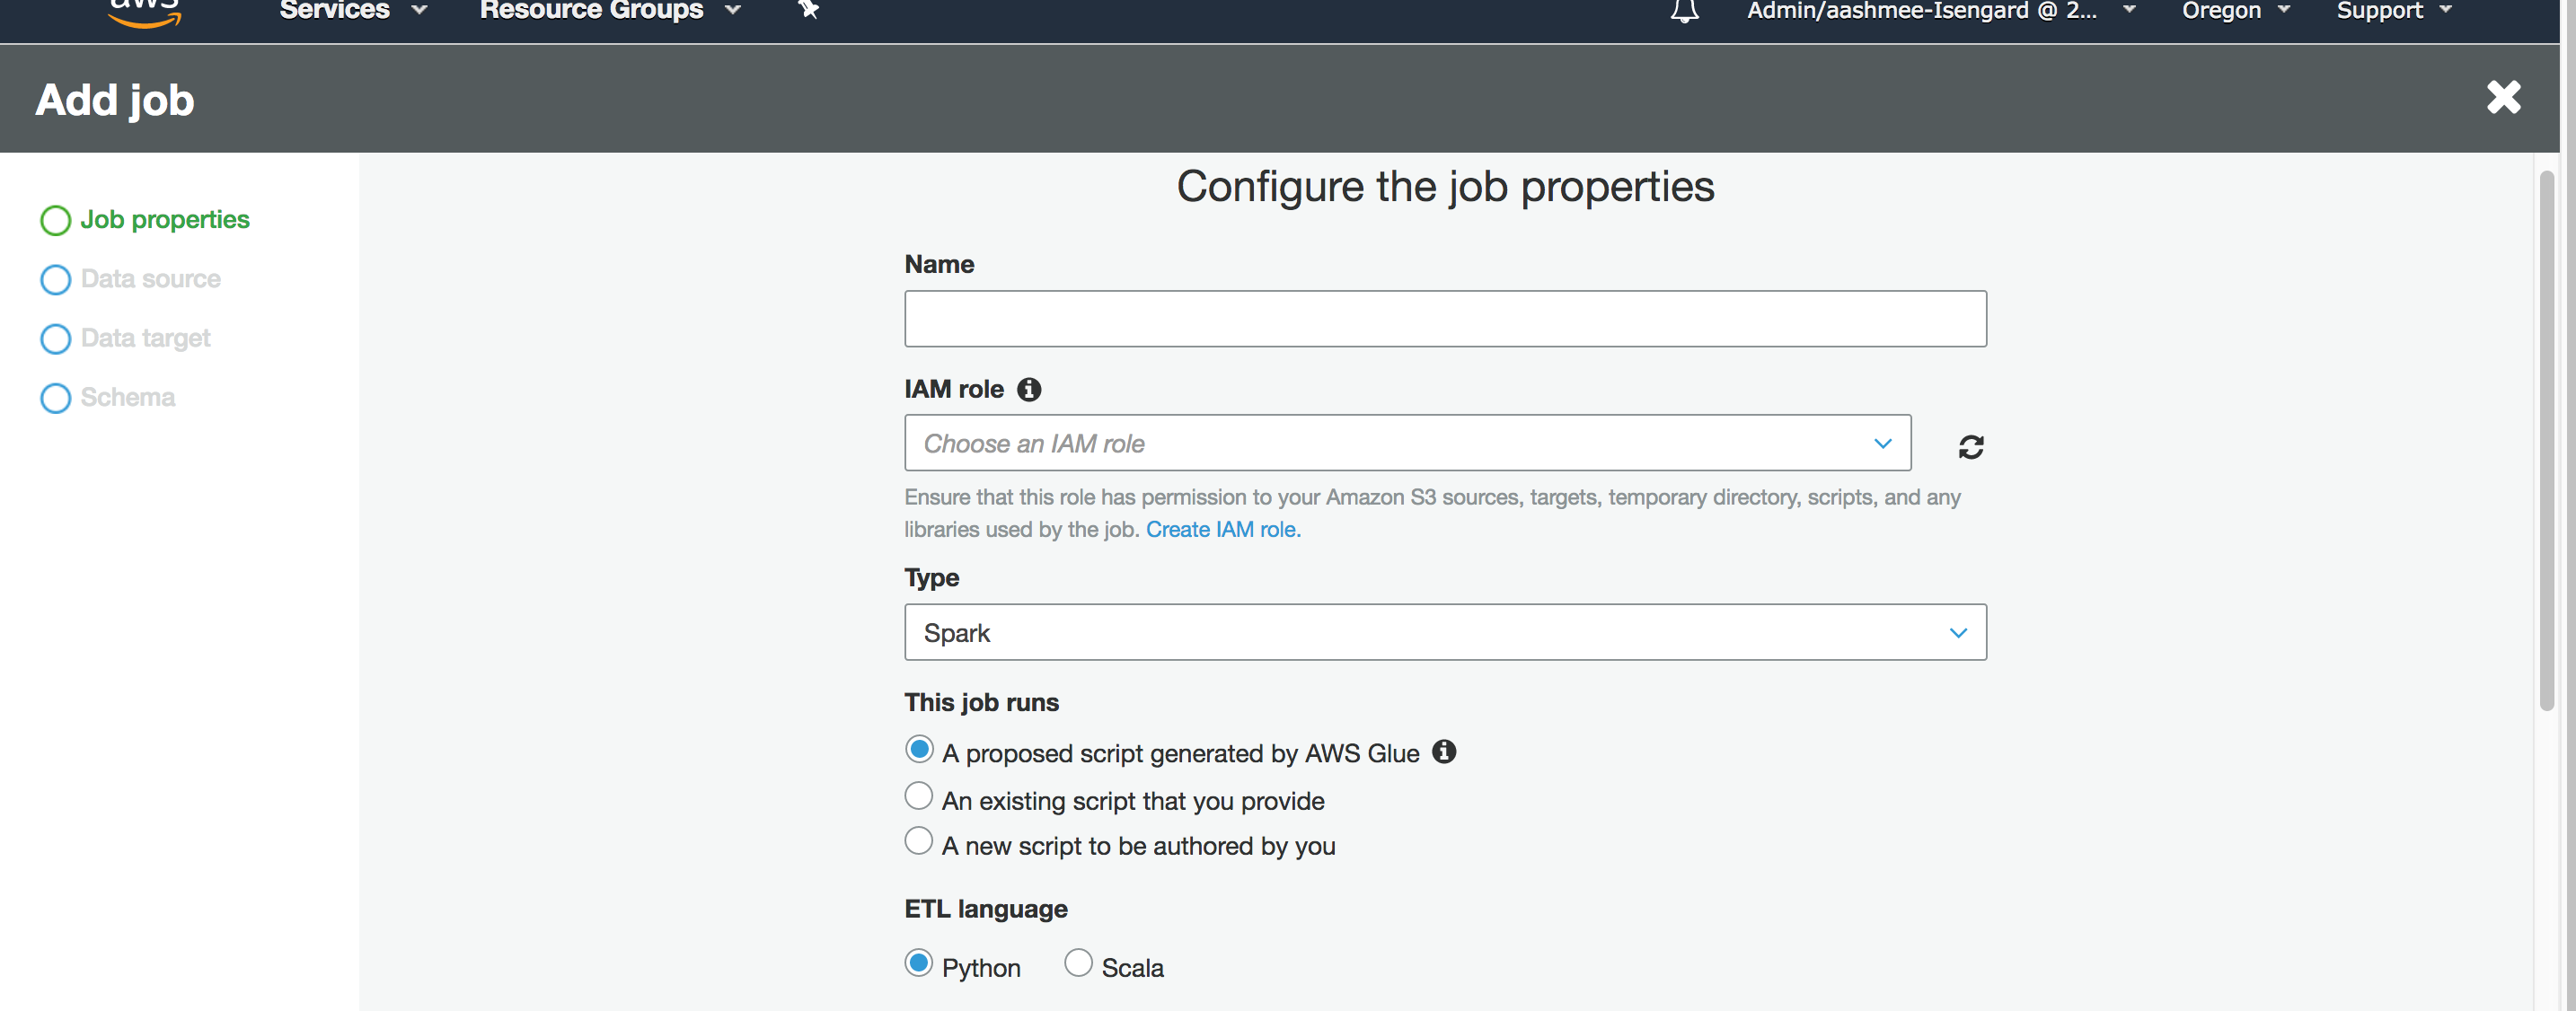 aws Services Resource Groups Admin/aashmee-Isengard @ 2... Oregon Support
Add job
Job properties
Data source
Data target
Schema
Configure the job properties
Name
IAM role
Choose an IAM role
Ensure that this role has permission to your Amazon S3 sources, targets, temporary directory, scripts, and any
libraries used by the job. Create IAM role.
Type
Spark
This job runs
A proposed script generated by AWS Glue
An existing script that you provide
A new script to be authored by you
ETL language
Python Scala